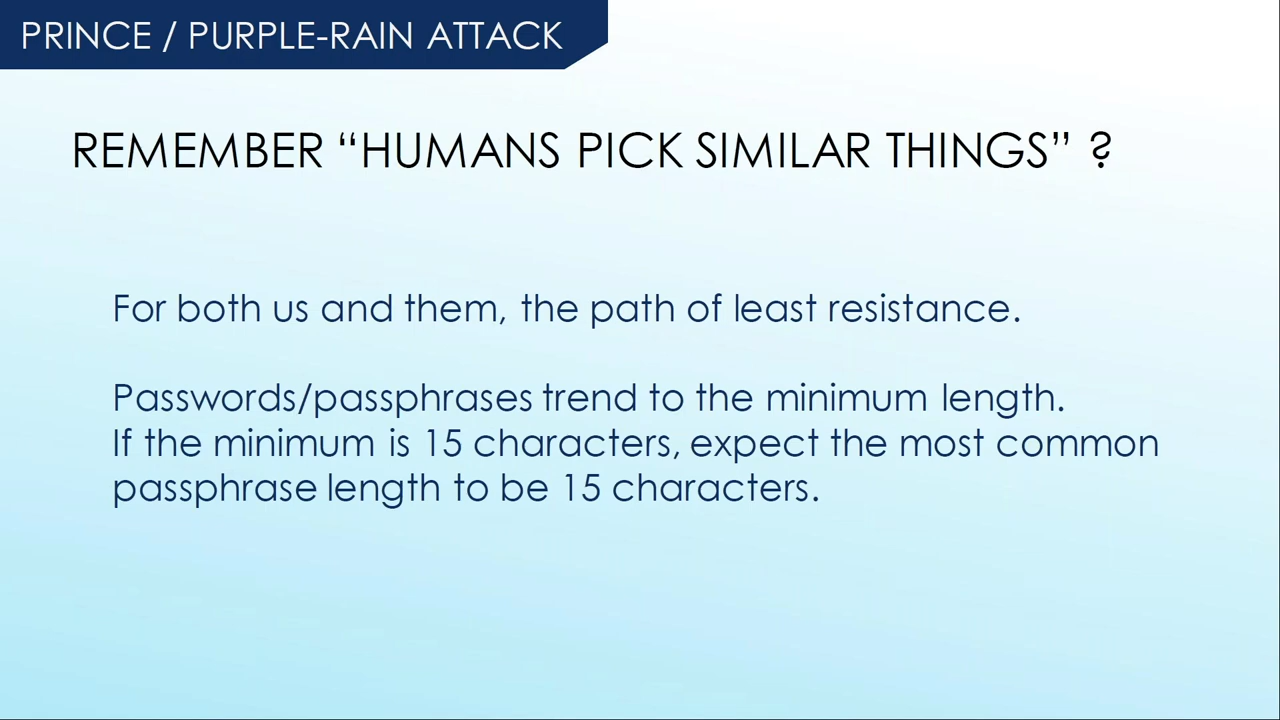 PRINCE / PURPLE-RAIN ATTACK
REMEMBER “HUMANS PICK SIMILAR THINGS” ?
For both us and them, the path of least resistance.
Passwords/passphrases trend to the minimum length.
If the minimum is 15 characters, expect the most common
passphrase length to be 15 characters.